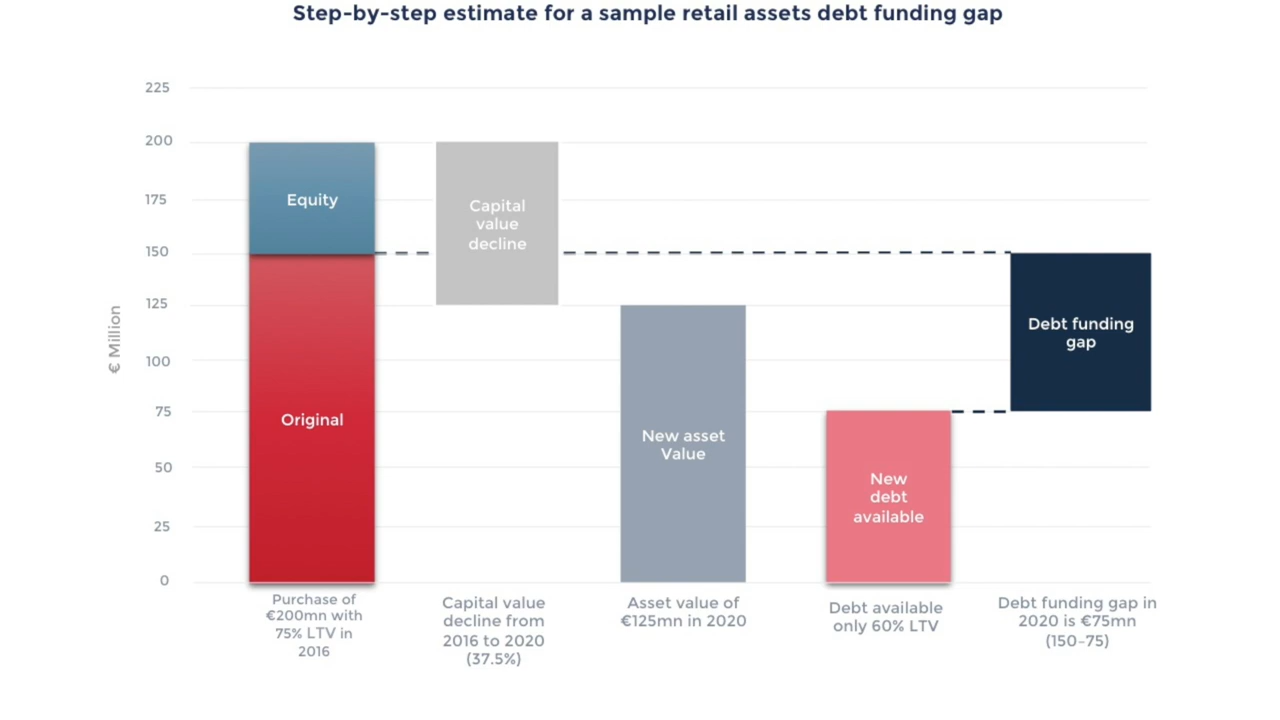 Step-by-step estimate for a sample retail assets debt funding gap
225
200
175
150
125
100
75
50
25
0
€ Million
Equity
Original
Capital
value
decline
New asset
Value
New
debt
available
Debt funding
gap
Purchase of
€200mn with
75% LTV in
2016
Capital value
decline from
2016 to 2020
(37.5%)
Asset value of
€125mn in 2020
Debt available
only 60% LTV
Debt funding gap in
2020 is €75mn
(150-75)